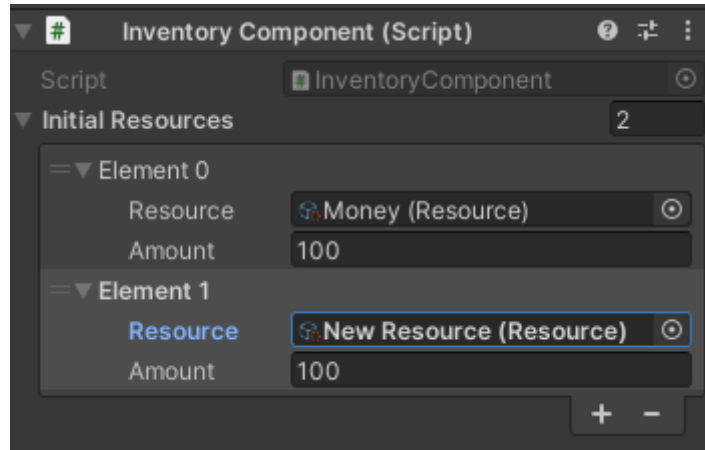 Inventory Component (Script)
Script InventoryComponent
Initial Resources 2
Element 0
Resource Money (Resource)
Amount 100
Element 1
Resource New Resource (Resource)
Amount 100
+ -